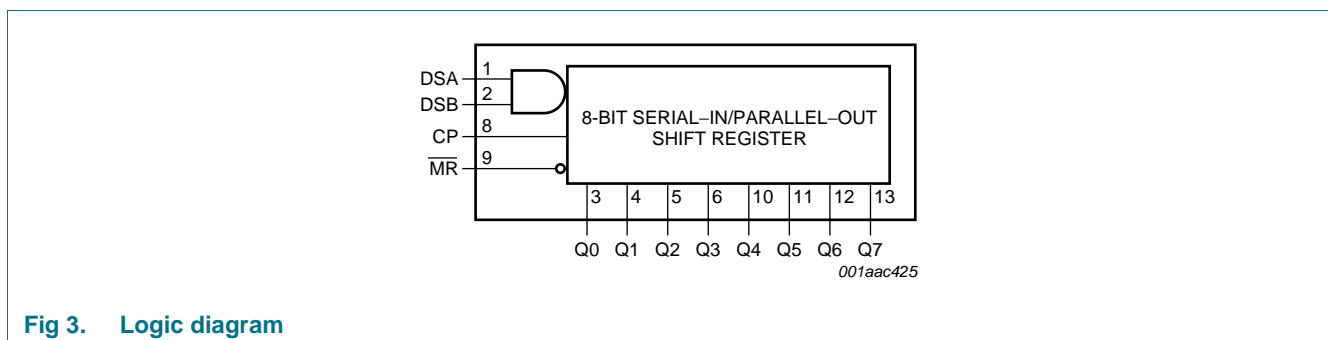 DSA 1
DSB 2
CP 8
MR 9
8-BIT SERIAL–IN/PARALLEL–OUT
SHIFT REGISTER
3 4 5 6 10 11 12 13
Q0 Q1 Q2 Q3 Q4 Q5 Q6 Q7
001aac425
Fig 3. Logic diagram